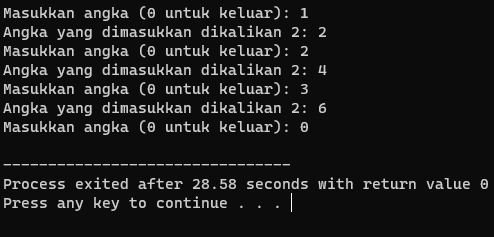 Masukkan angka (0 untuk keluar): 1
Angka yang dimasukkan dikalikan 2: 2
Masukkan angka (0 untuk keluar): 2
Angka yang dimasukkan dikalikan 2: 4
Masukkan angka (0 untuk keluar): 3
Angka yang dimasukkan dikalikan 2: 6
Masukkan angka (0 untuk keluar): 0
--------------------------------
Process exited after 28.58 seconds with return value 0
Press any key to continue . . .